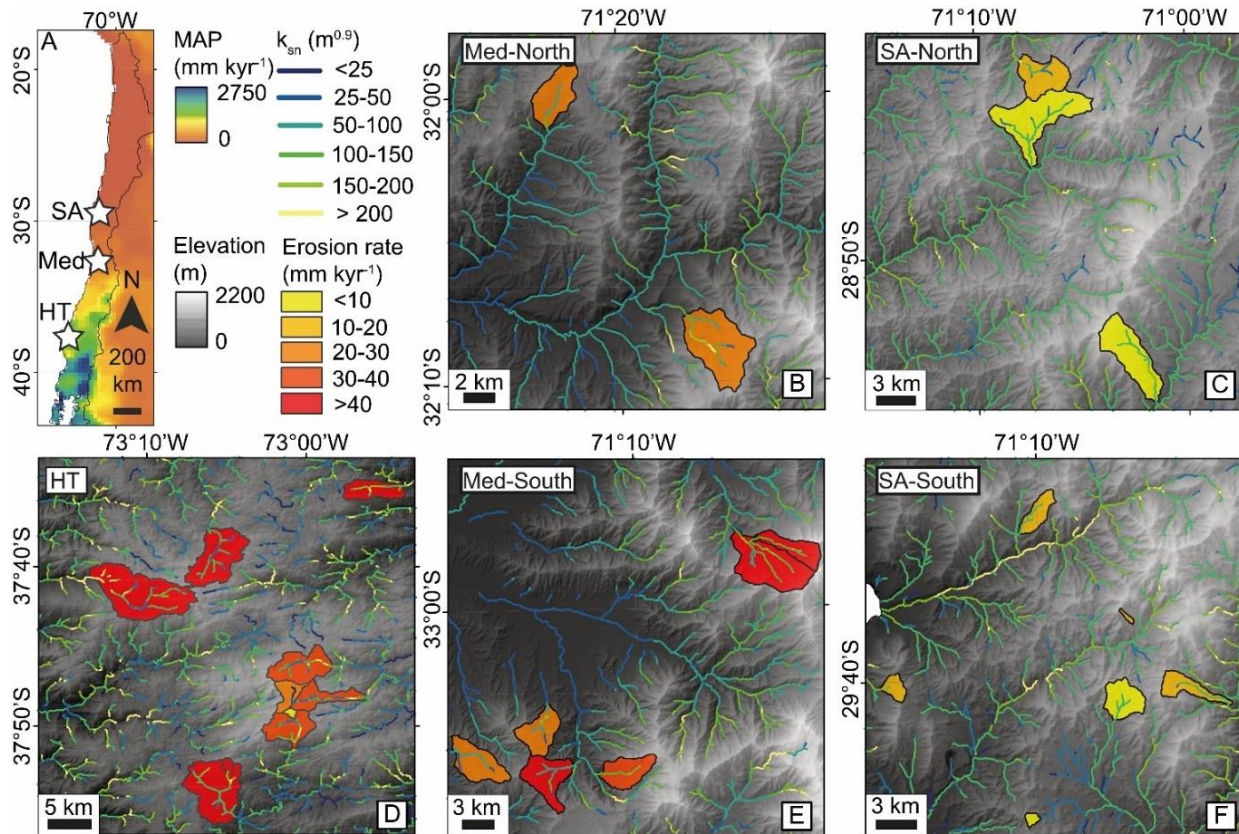 70°W
A
20°S
30°S
40°S
SA
Med
HT
N
200
km
MAP
(mm kyr⁻¹)
2750
0
Elevation
(m)
2200
0
kₛₙ (m⁰·⁹)
<25
25-50
50-100
100-150
150-200
> 200
Erosion rate
(mm kyr⁻¹)
<10
10-20
20-30
30-40
>40
71°20'W
Med-North
32°00'S
32°10'S
2 km
B
71°10'W 71°00'W
SA-North
28°50'S
3 km
C
73°10'W 73°00'W
HT
37°40'S
37°50'S
5 km
D
71°10'W
Med-South
33°00'S
3 km
E
71°10'W
SA-South
29°40'S
3 km
F